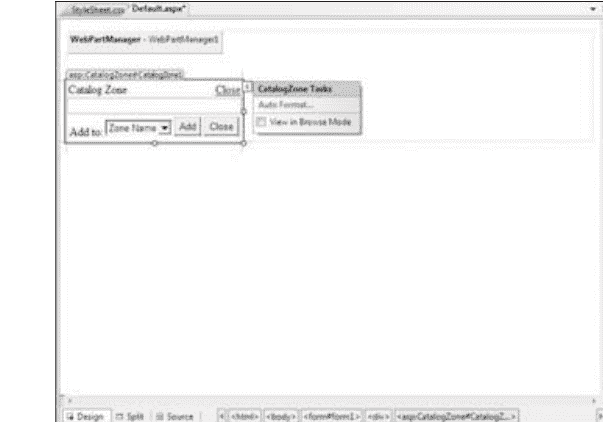 StyleSheet.css Default.aspx*
WebPartManager - WebPartManager1
asp:CatalogZone#CatalogZone1
Catalog Zone Close
CatalogZone Tasks
Auto Format...
View in Browse Mode
Add to: Zone Name Add Close
Design Split Source <html> <body> <form#form1> <div> <asp:CatalogZone#CatalogZ...>